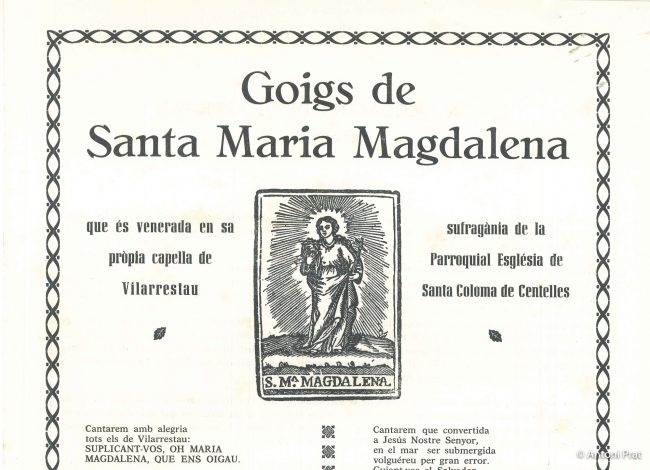 Goigs de
Santa Maria Magdalena
que és venerada en sa
pròpia capella de
Vilarrestau
sufragània de la
Parroquial Església de
Santa Coloma de Centelles
S. Mª MAGDALENA.
Cantarem amb alegria
tots els de Vilarrestau:
SUPLICANT-VOS, OH MARIA
MAGDALENA, QUE ENS OIGAU.
Cantarem que convertida
a Jesús Nostre Senyor,
en el mar ser submergida
volguéreu per gran error.
© Antoni Prat